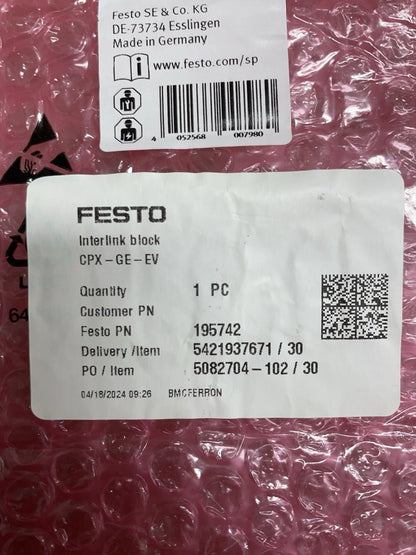 Festo SE & Co. KG
DE-73734 Esslingen
Made in Germany
www.festo.com/sp
4 052568 007980
FESTO
Interlink block
CPX-GE-EV
Quantity 1 PC
Customer PN
Festo PN 195742
Delivery /Item 5421937671 / 30
PO / Item 5082704-102 / 30
04/18/2024 09:26 BMCFERRON